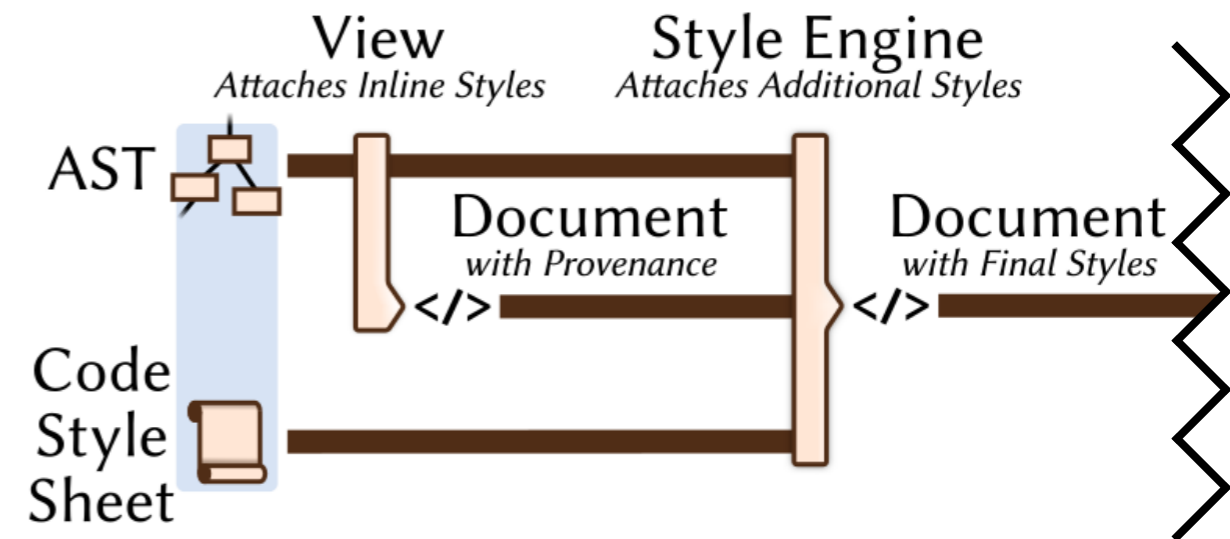 View
Attaches Inline Styles
Style Engine
Attaches Additional Styles
AST
Document
with Provenance
</>
Document
with Final Styles
</>
Code
Style
Sheet